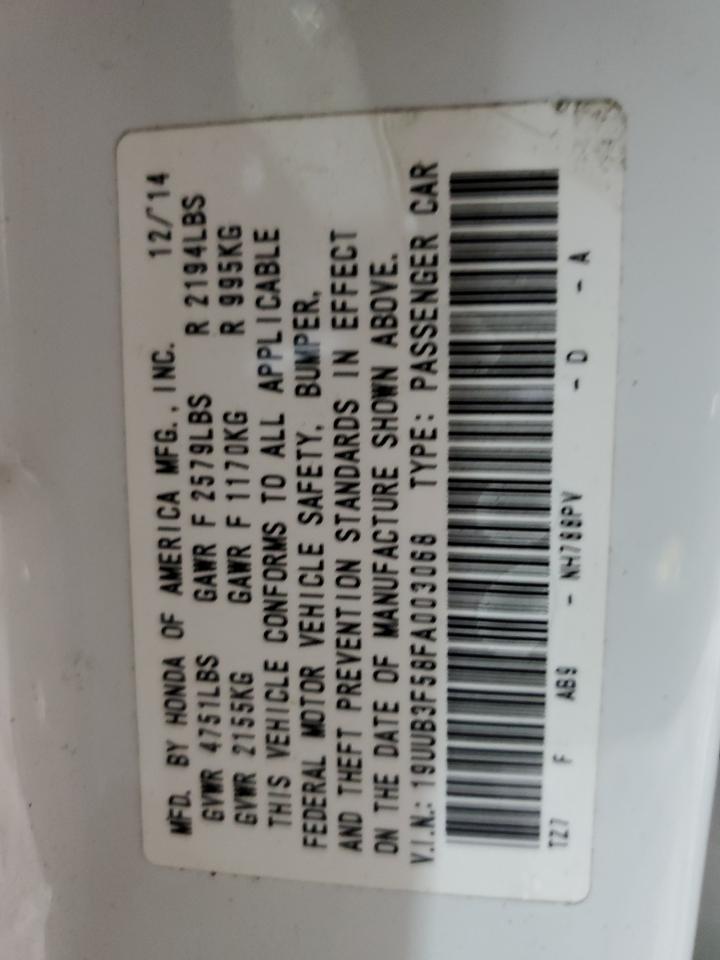 MFD. BY HONDA OF AMERICA MFG., INC. 12/14
GVWR 4751LBS GAWR F 2579LBS R 2194LBS
GVWR 2155KG GAWR F 1170KG R 995KG
THIS VEHICLE CONFORMS TO ALL APPLICABLE
FEDERAL MOTOR VEHICLE SAFETY, BUMPER,
AND THEFT PREVENTION STANDARDS IN EFFECT
ON THE DATE OF MANUFACTURE SHOWN ABOVE.
V.I.N.: 19UUB3F58FA003068 TYPE: PASSENGER CAR
TZ7 F AB9 - NH788PV - D - A